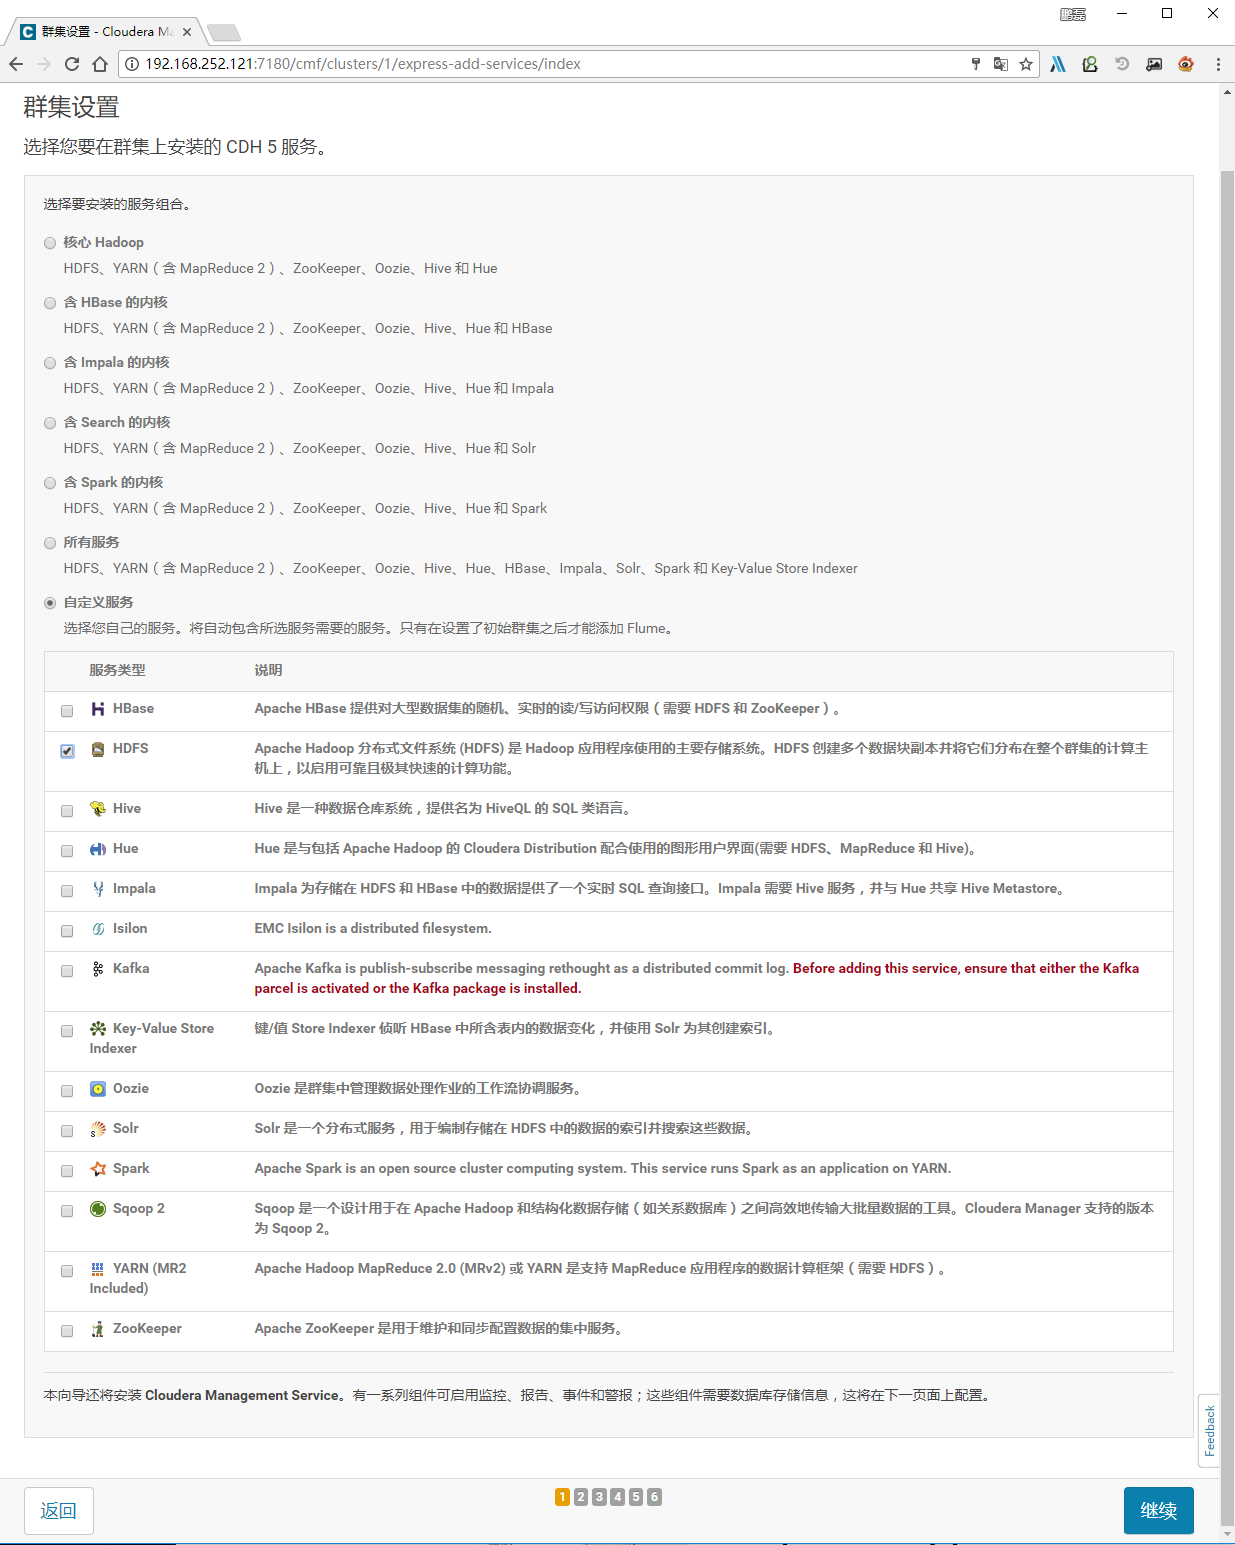 鹏磊
群集设置 - Cloudera Ma
192.168.252.121:7180/cmf/clusters/1/express-add-services/index
群集设置
选择您要在群集上安装的 CDH 5 服务。
选择要安装的服务组合。
核心 Hadoop
HDFS、YARN（含 MapReduce 2）、ZooKeeper、Oozie、Hive 和 Hue
含 HBase 的内核
HDFS、YARN（含 MapReduce 2）、ZooKeeper、Oozie、Hive、Hue 和 HBase
含 Impala 的内核
HDFS、YARN（含 MapReduce 2）、ZooKeeper、Oozie、Hive、Hue 和 Impala
含 Search 的内核
HDFS、YARN（含 MapReduce 2）、ZooKeeper、Oozie、Hive、Hue 和 Solr
含 Spark 的内核
HDFS、YARN（含 MapReduce 2）、ZooKeeper、Oozie、Hive、Hue 和 Spark
所有服务
HDFS、YARN（含 MapReduce 2）、ZooKeeper、Oozie、Hive、Hue、HBase、Impala、Solr、Spark 和 Key-Value Store Indexer
自定义服务
选择您自己的服务。将自动包含所选服务需要的服务。只有在设置了初始群集之后才能添加 Flume。
服务类型 说明
HBase Apache HBase 提供对大型数据集的随机、实时的读/写访问权限（需要 HDFS 和 ZooKeeper）。
HDFS Apache Hadoop 分布式文件系统 (HDFS) 是 Hadoop 应用程序使用的主要存储系统。HDFS 创建多个数据块副本并将它们分布在整个群集的计算主
机上，以启用可靠且极其快速的计算功能。
Hive Hive 是一种数据仓库系统，提供名为 HiveQL 的 SQL 类语言。
Hue Hue 是与包括 Apache Hadoop 的 Cloudera Distribution 配合使用的图形用户界面(需要 HDFS、MapReduce 和 Hive)。
Impala Impala 为存储在 HDFS 和 HBase 中的数据提供了一个实时 SQL 查询接口。Impala 需要 Hive 服务，并与 Hue 共享 Hive Metastore。
Isilon EMC Isilon is a distributed filesystem.
Kafka Apache Kafka is publish-subscribe messaging rethought as a distributed commit log. Before adding this service, ensure that either the Kafka
parcel is activated or the Kafka package is installed.
Key-Value Store 键/值 Store Indexer 侦听 HBase 中所含表内的数据变化，并使用 Solr 为其创建索引。
Indexer
Oozie Oozie 是群集中管理数据处理作业的工作流协调服务。
Solr Solr 是一个分布式服务，用于编制存储在 HDFS 中的数据的索引并搜索这些数据。
Spark Apache Spark is an open source cluster computing system. This service runs Spark as an application on YARN.
Sqoop 2 Sqoop 是一个设计用于在 Apache Hadoop 和结构化数据存储（如关系数据库）之间高效地传输大批量数据的工具。Cloudera Manager 支持的版本
为 Sqoop 2。
YARN (MR2 Apache Hadoop MapReduce 2.0 (MRv2) 或 YARN 是支持 MapReduce 应用程序的数据计算框架（需要 HDFS）。
Included)
ZooKeeper Apache ZooKeeper 是用于维护和同步配置数据的集中服务。
本向导还将安装 Cloudera Management Service。有一系列组件可启用监控、报告、事件和警报；这些组件需要数据库存储信息，这将在下一页面上配置。
Feedback
返回 1 2 3 4 5 6 继续